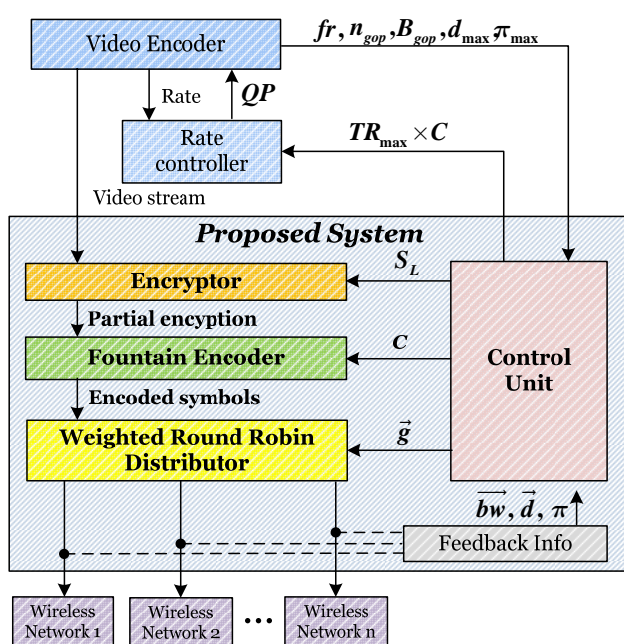 Video Encoder
fr, n_gop, B_gop, d_max, π_max
Rate
QP
Rate
controller
TR_max × C
Video stream
Proposed System
Encryptor
S_L
Partial encyption
Fountain Encoder
C
Control
Unit
Encoded symbols
Weighted Round Robin
Distributor
g⃗
bw⃗, d⃗, π
Feedback Info
Wireless
Network 1
Wireless
Network 2
•••
Wireless
Network n